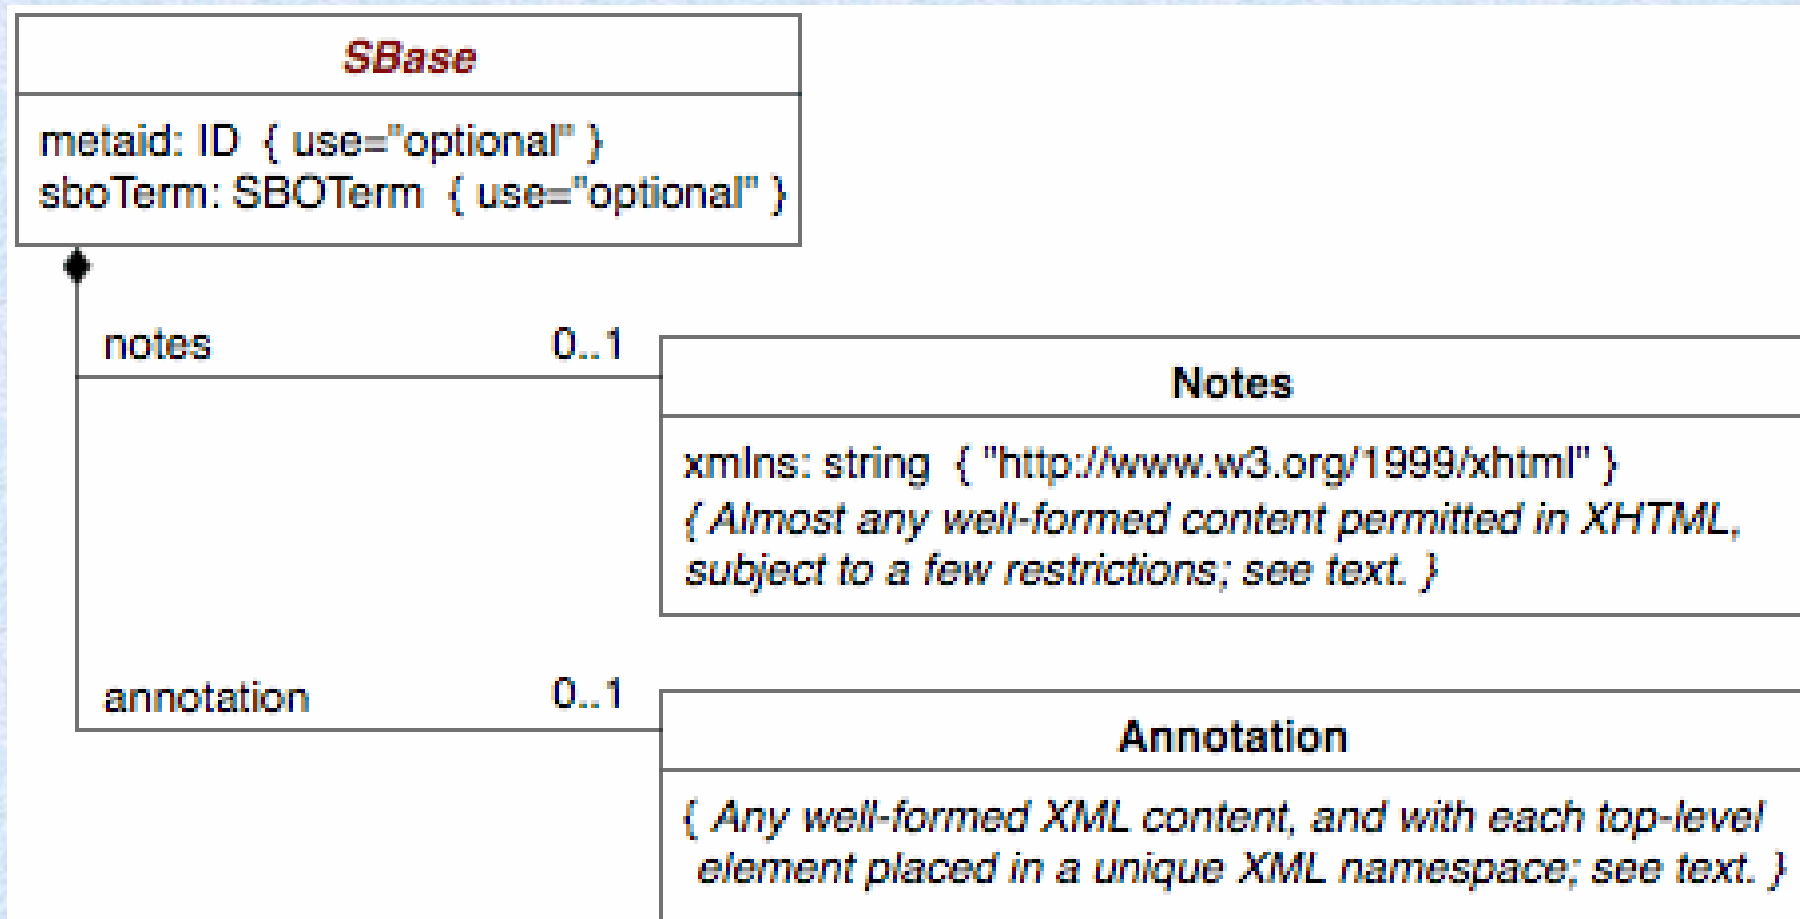 SBase
metaid: ID { use="optional" }
sboTerm: SBOTerm { use="optional" }
notes 0..1
Notes
xmlns: string { "http://www.w3.org/1999/xhtml" }
{ Almost any well-formed content permitted in XHTML,
subject to a few restrictions; see text. }
annotation 0..1
Annotation
{ Any well-formed XML content, and with each top-level
element placed in a unique XML namespace; see text. }